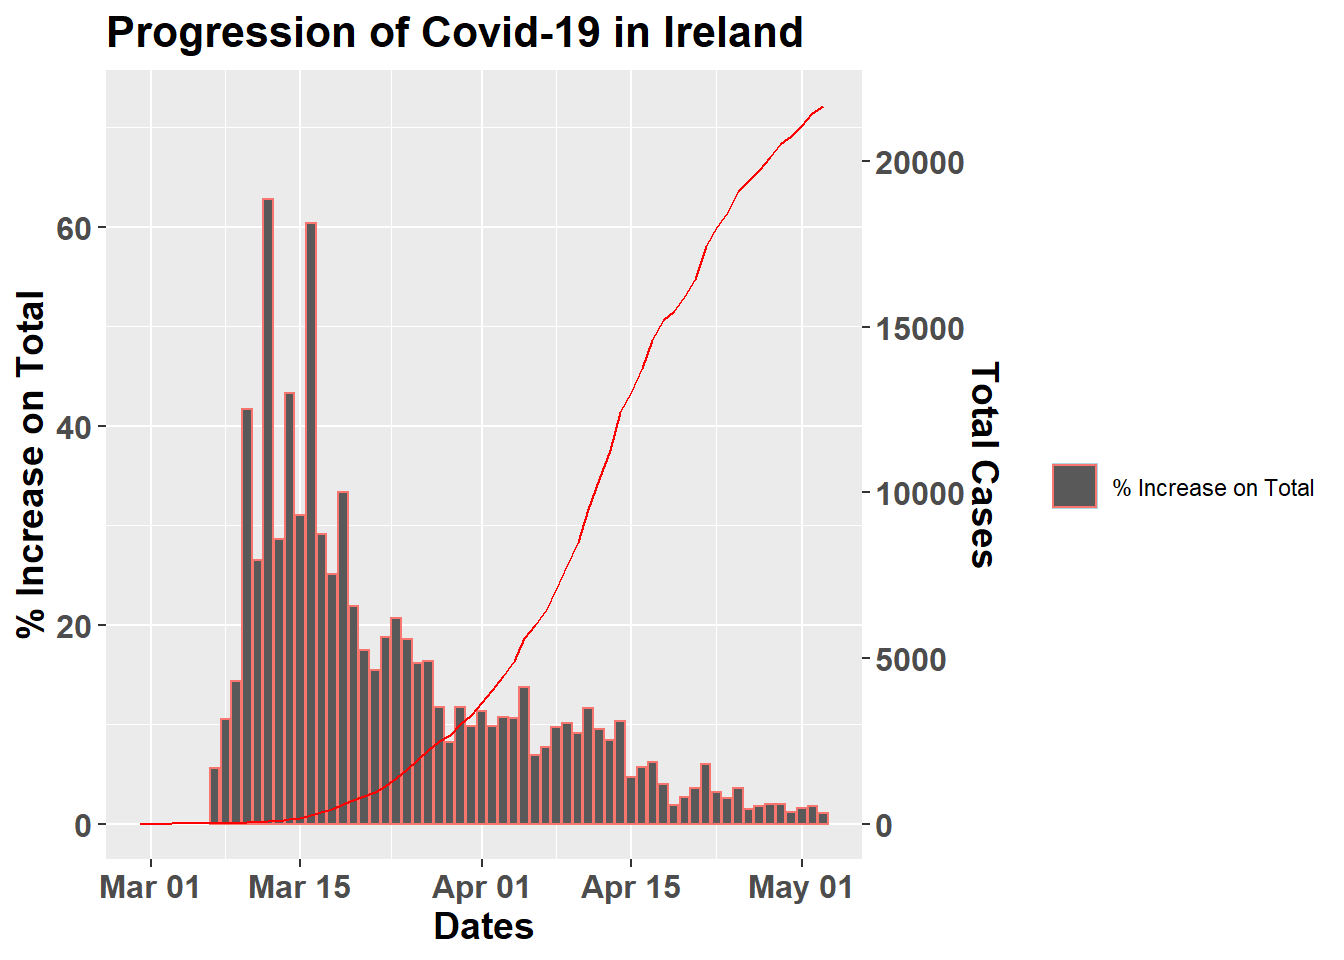 Progression of Covid-19 in Ireland
% Increase on Total
60
40
20
0
20000
15000
10000
5000
0
Total Cases
% Increase on Total
Mar 01 Mar 15 Apr 01 Apr 15 May 01
Dates